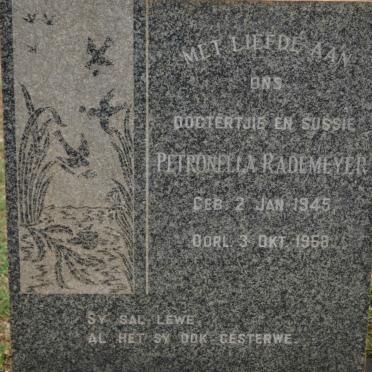 MET LIEFDE AAN
ONS
DOGTERTJIE EN SUSSIE
PETRONELLA RADEMEYER
GEB. 2 JAN 1945.
OORL. 3 OKT. 1958
SY SAL LEWE
AL HET SY OOK GESTERWE.